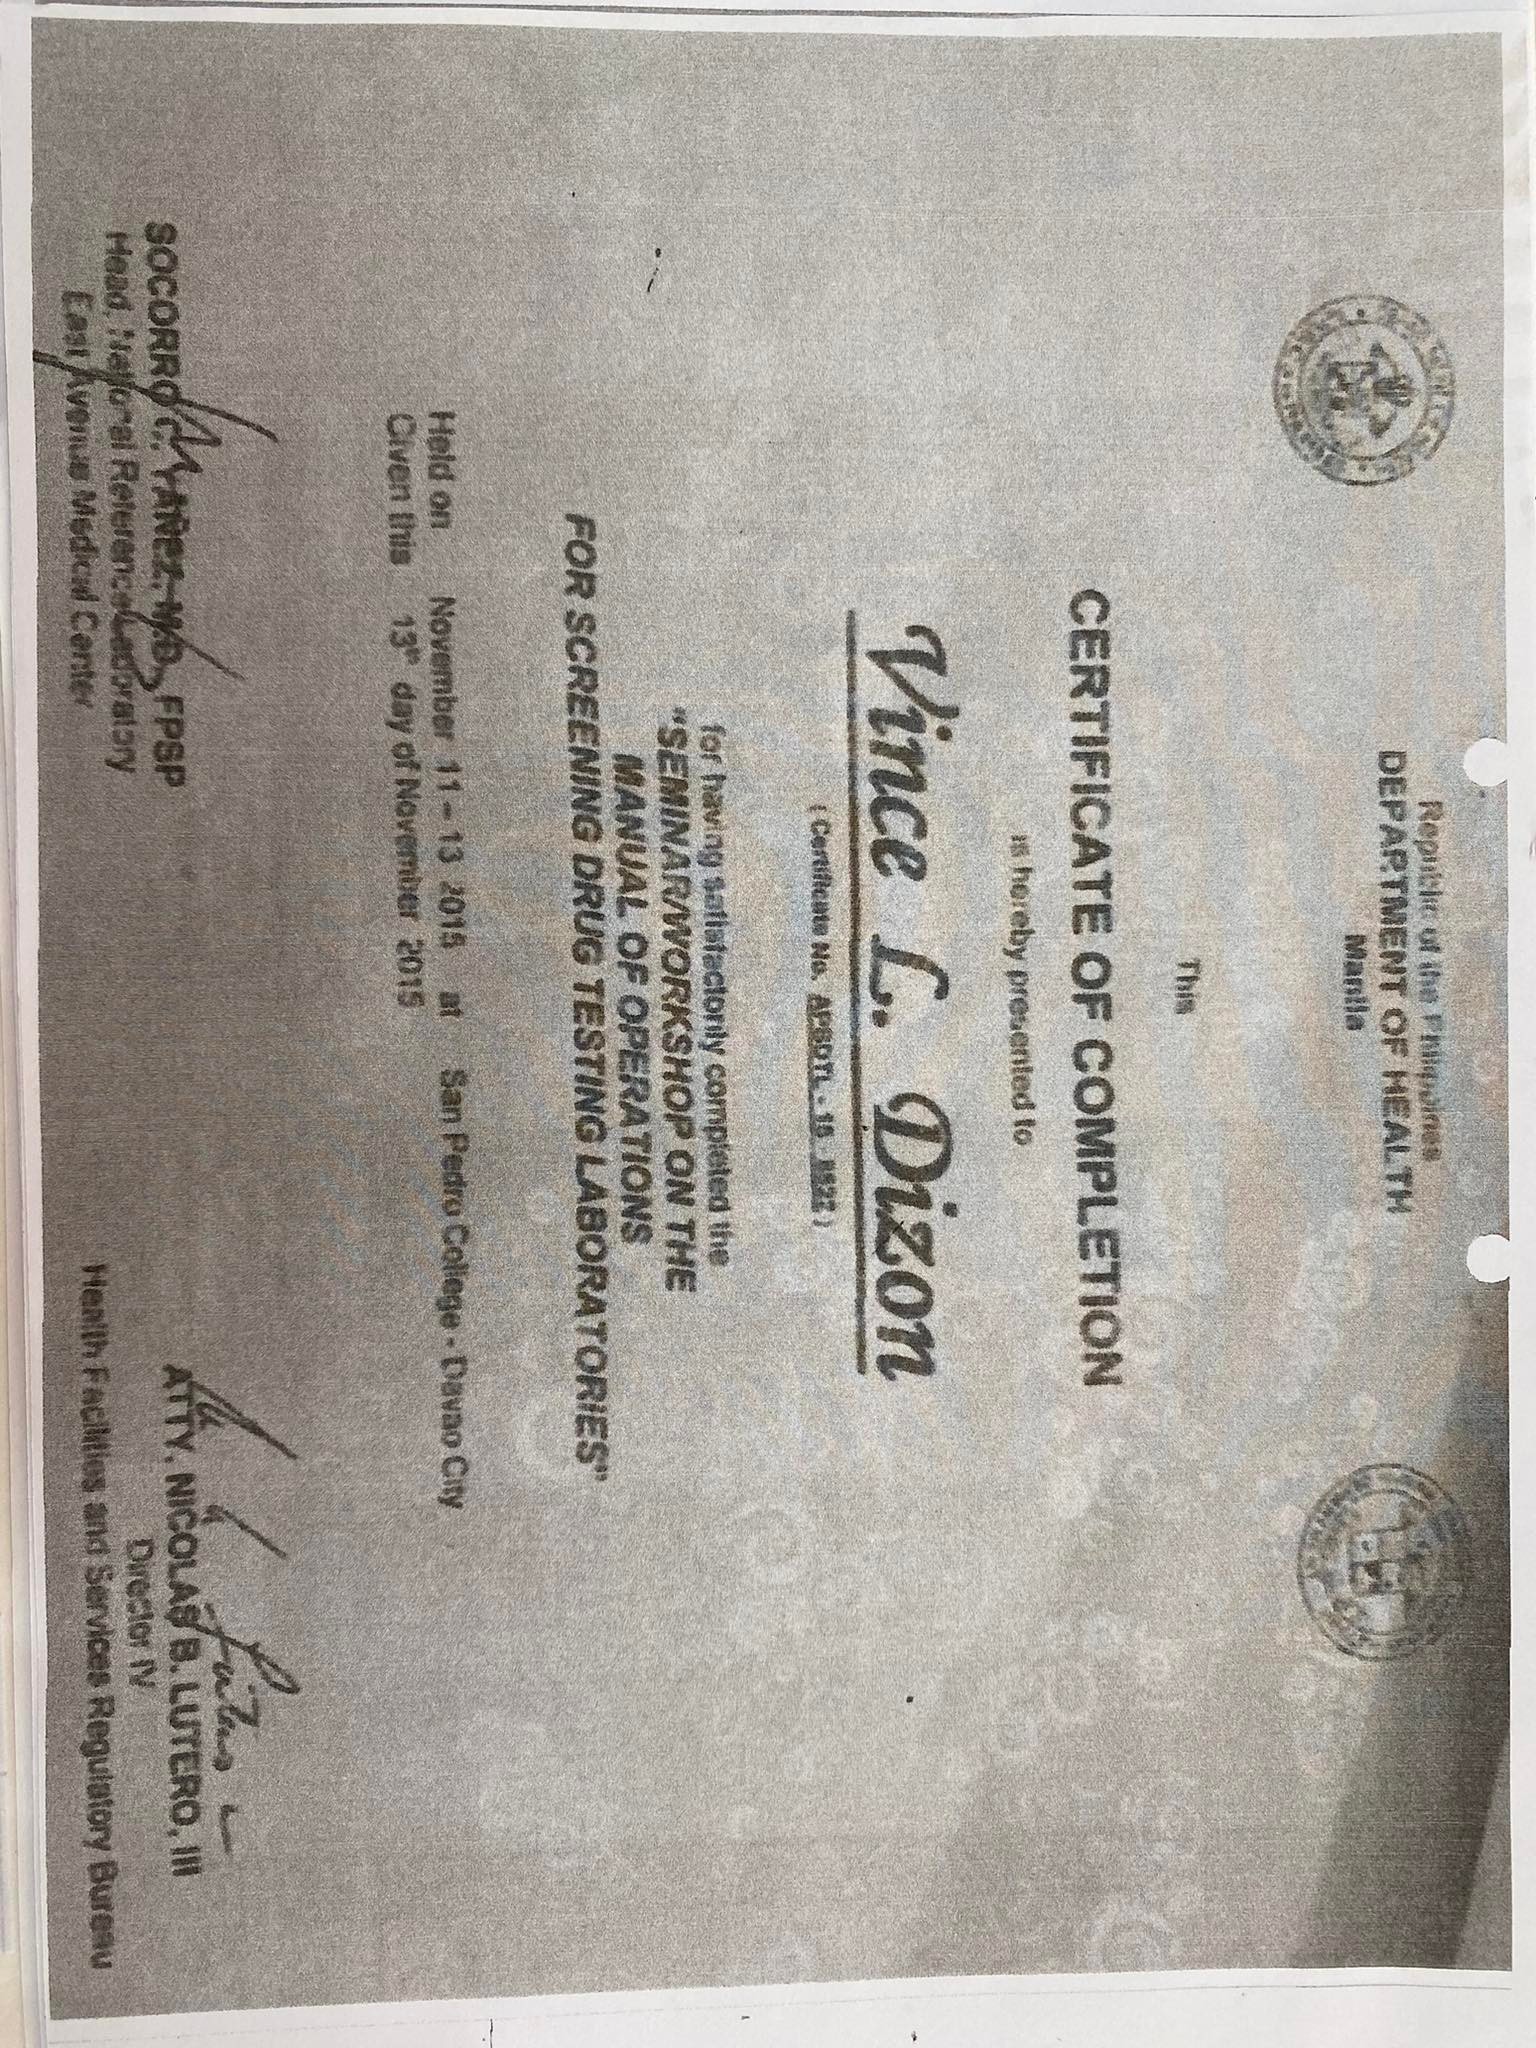 Republic of the Philippines
DEPARTMENT OF HEALTH
Manila
This
CERTIFICATE OF COMPLETION
is hereby presented to
Vince L. Dizon
( Certificate No. APSDTL - 15 )
for having satisfactorily completed the
"SEMINAR/WORKSHOP ON THE
MANUAL OF OPERATIONS
FOR SCREENING DRUG TESTING LABORATORIES"
Held on November 11 – 13 2015 at San Pedro College - Davao City
Given this 13th day of November 2015
SOCORRO C. YAÑEZ, M.D., FPSP
Head, National Reference Laboratory
East Avenue Medical Center
ATTY. NICOLAS B. LUTERO, III
Director IV
Health Facilities and Services Regulatory Bureau